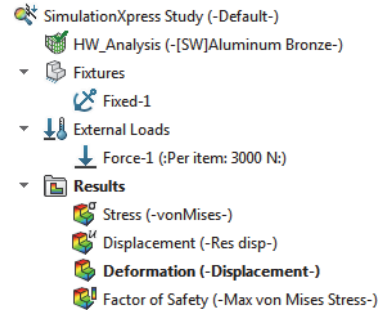 SimulationXpress Study (-Default-)
HW_Analysis (-[SW]Aluminum Bronze-)
Fixtures
Fixed-1
External Loads
Force-1 (:Per item: 3000 N:)
Results
σ
Stress (-vonMises-)
u
Displacement (-Res disp-)
Deformation (-Displacement-)
Factor of Safety (-Max von Mises Stress-)